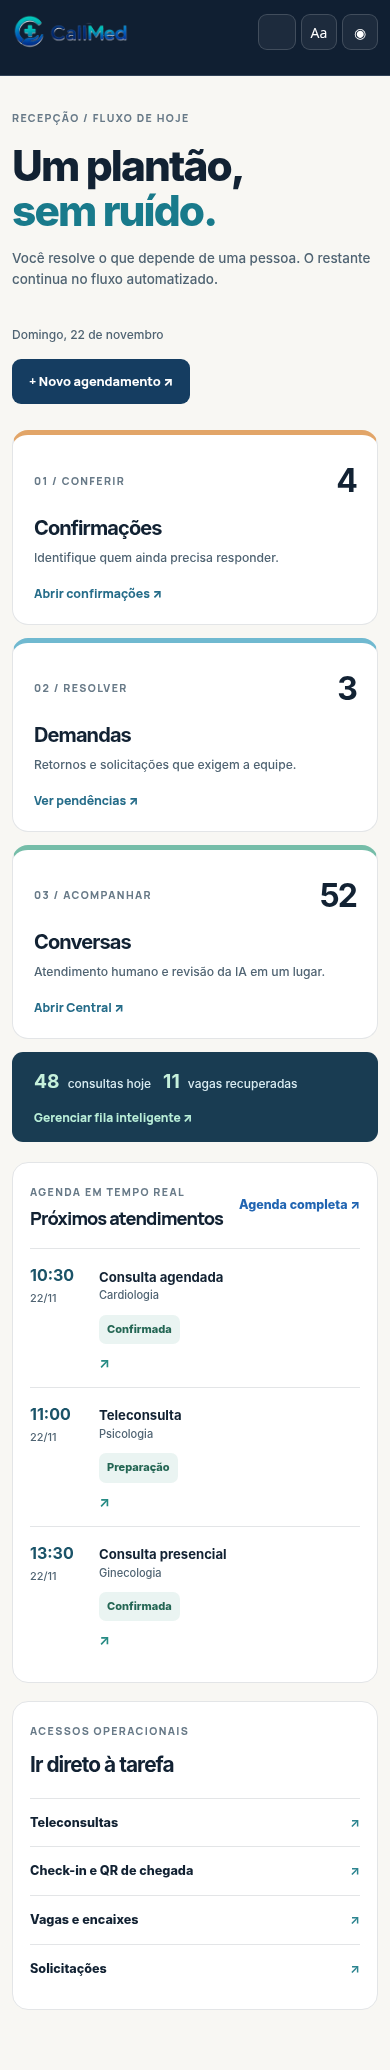 CallMed
Aa
RECEPÇÃO / FLUXO DE HOJE
Um plantão,
sem ruído.
Você resolve o que depende de uma pessoa. O restante
continua no fluxo automatizado.
Domingo, 22 de novembro
+ Novo agendamento ↗
01 / CONFERIR
4
Confirmações
Identifique quem ainda precisa responder.
Abrir confirmações ↗
02 / RESOLVER
3
Demandas
Retornos e solicitações que exigem a equipe.
Ver pendências ↗
03 / ACOMPANHAR
52
Conversas
Atendimento humano e revisão da IA em um lugar.
Abrir Central ↗
48 consultas hoje 11 vagas recuperadas
Gerenciar fila inteligente ↗
AGENDA EM TEMPO REAL
Próximos atendimentos
Agenda completa ↗
10:30
22/11
Consulta agendada
Cardiologia
Confirmada
↗
11:00
22/11
Teleconsulta
Psicologia
Preparação
↗
13:30
22/11
Consulta presencial
Ginecologia
Confirmada
↗
ACESSOS OPERACIONAIS
Ir direto à tarefa
Teleconsultas ↗
Check-in e QR de chegada ↗
Vagas e encaixes ↗
Solicitações ↗